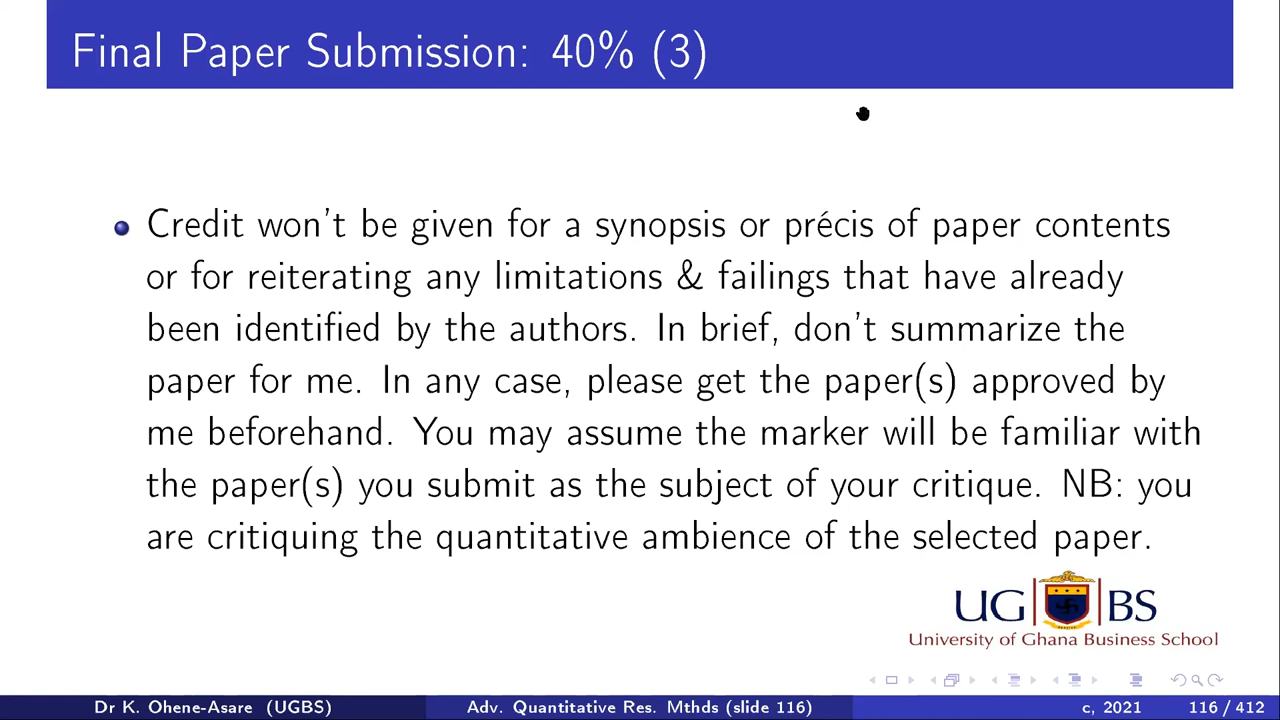 Final Paper Submission: 40% (3)
Credit won't be given for a synopsis or précis of paper contents
or for reiterating any limitations & failings that have already
been identified by the authors. In brief, don't summarize the
paper for me. In any case, please get the paper(s) approved by
me beforehand. You may assume the marker will be familiar with
the paper(s) you submit as the subject of your critique. NB: you
are critiquing the quantitative ambience of the selected paper.
UG BS
University of Ghana Business School
Dr K. Ohene-Asare (UGBS) Adv. Quantitative Res. Mthds (slide 116) c, 2021 116 / 412